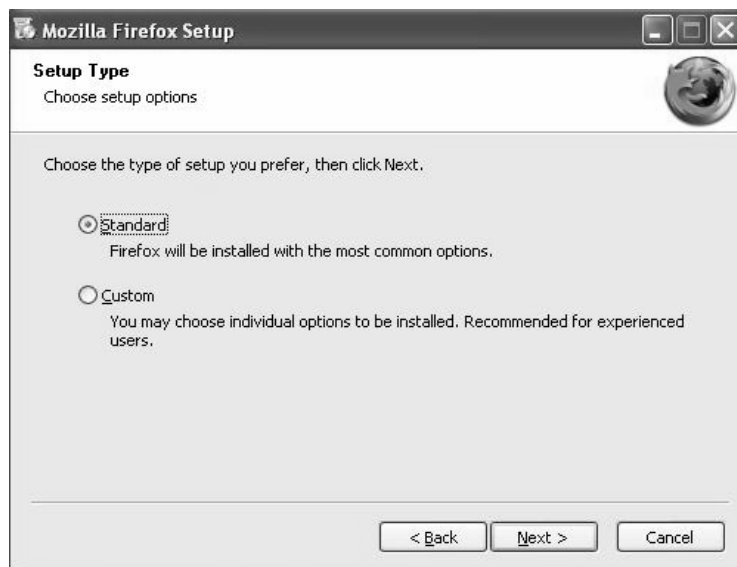 Mozilla Firefox Setup
Setup Type
Choose setup options
Choose the type of setup you prefer, then click Next.
Standard
Firefox will be installed with the most common options.
Custom
You may choose individual options to be installed. Recommended for experienced
users.
< Back Next > Cancel